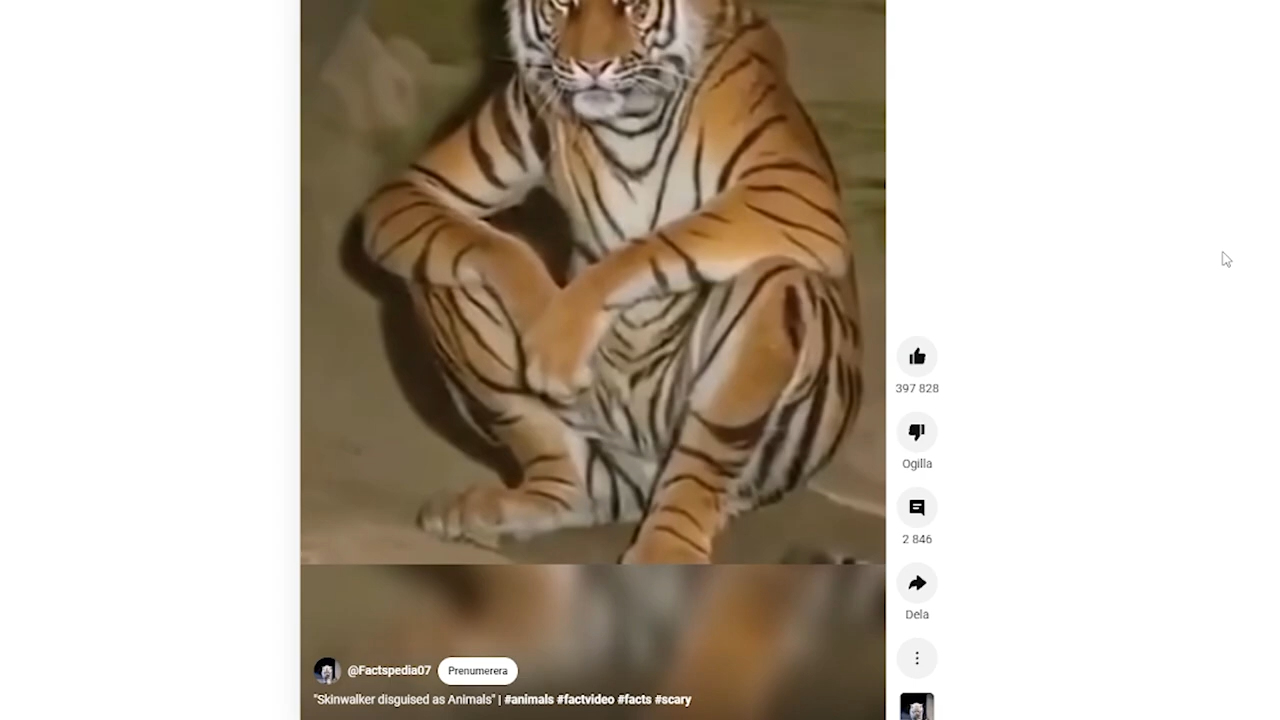 397 828
Ogilla
2 846
Dela
@Factspedia07 Prenumerera
"Skinwalker disguised as Animals" | #animals #factvideo #facts #scary